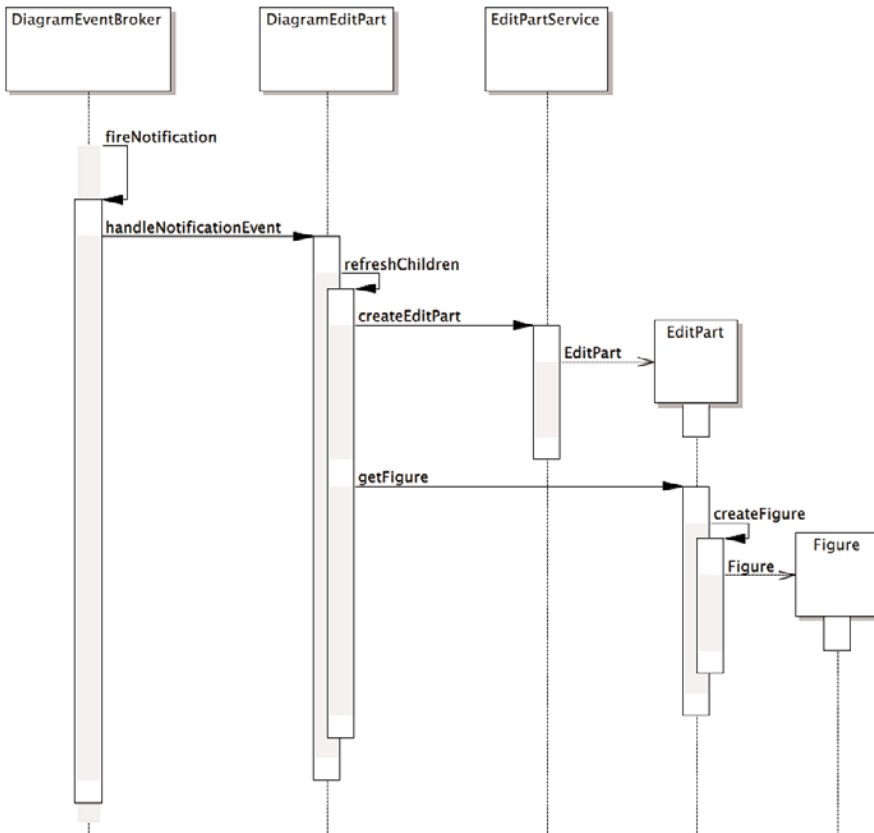 DiagramEventBroker
DiagramEditPart
EditPartService
fireNotification
handleNotificationEvent
refreshChildren
createEditPart
EditPart
EditPart
getFigure
createFigure
Figure
Figure